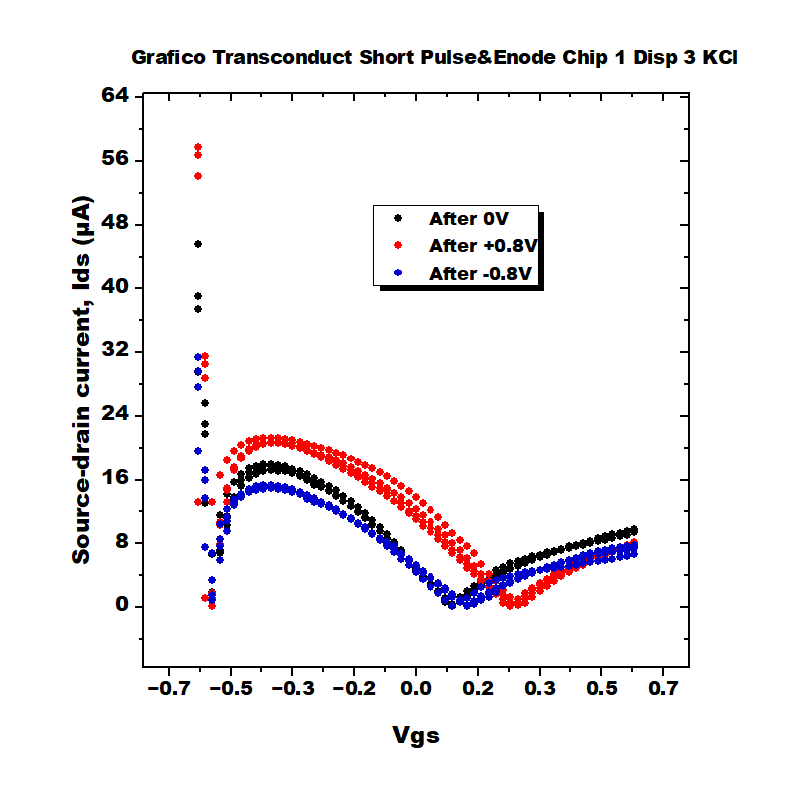 Grafico Transconduct Short Pulse&Enode Chip 1 Disp 3 KCl
64
56
48
40
32
24
16
8
0
Source-drain current, Ids (µA)
After 0V
After +0.8V
After -0.8V
−0.7 −0.5 −0.3 −0.2 0.0 0.2 0.3 0.5 0.7
Vgs